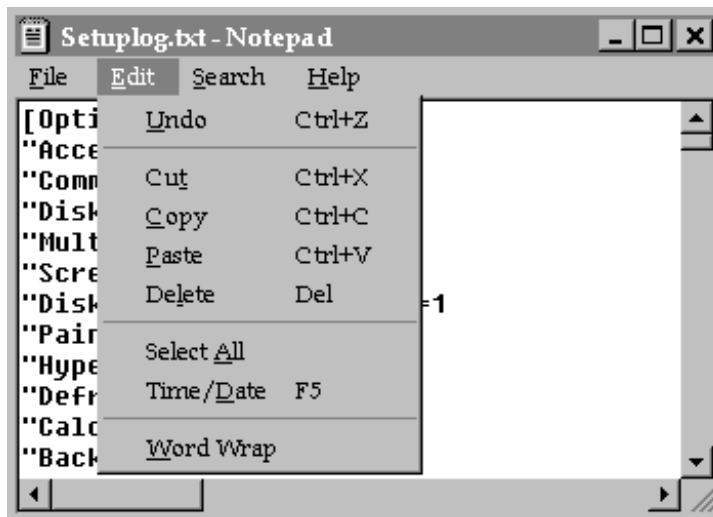 Setuplog.txt - Notepad
File Edit Search Help
[Opti
"Acce
"Comm
"Disk
"Mult
"Scre
"Disk =1
"Pain
"Hype
"Defr
"Calc
"Back
Undo Ctrl+Z
Cut Ctrl+X
Copy Ctrl+C
Paste Ctrl+V
Delete Del
Select All
Time/Date F5
Word Wrap